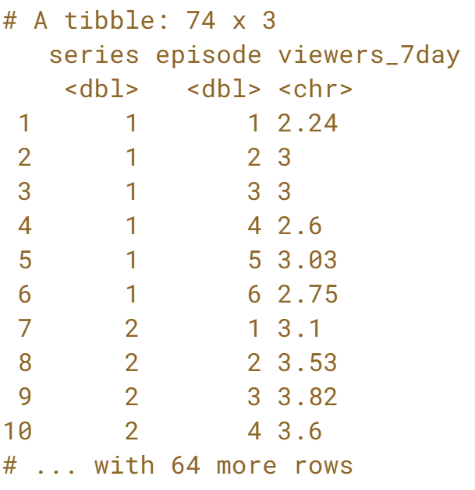 # A tibble: 74 x 3
series episode viewers_7day
<dbl> <dbl> <chr>
1 1 1 2.24
2 1 2 3
3 1 3 3
4 1 4 2.6
5 1 5 3.03
6 1 6 2.75
7 2 1 3.1
8 2 2 3.53
9 2 3 3.82
10 2 4 3.6
# ... with 64 more rows